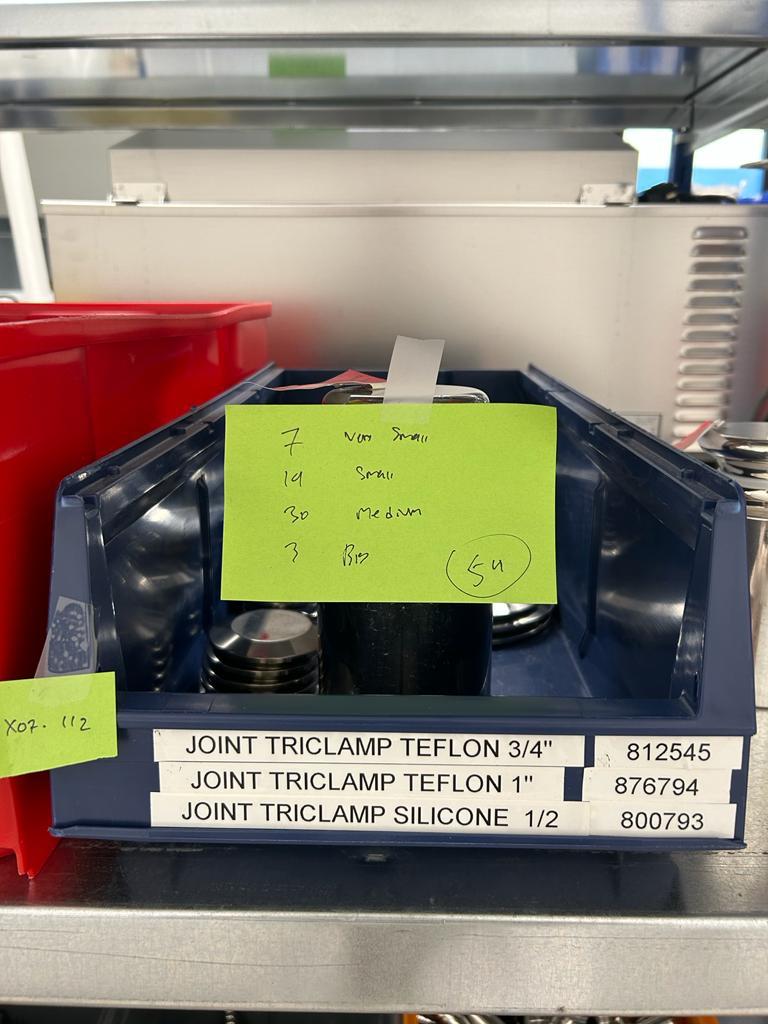 7 Very Small
14 Small
30 Medium
3 Big
54
X07. 112
JOINT TRICLAMP TEFLON 3/4" 812545
JOINT TRICLAMP TEFLON 1" 876794
JOINT TRICLAMP SILICONE 1/2 800793